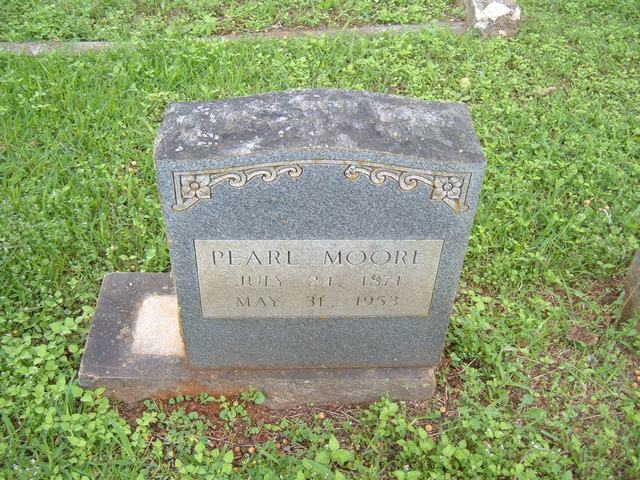 PEARL MOORE
JULY 24, 1871
MAY 31, 1953